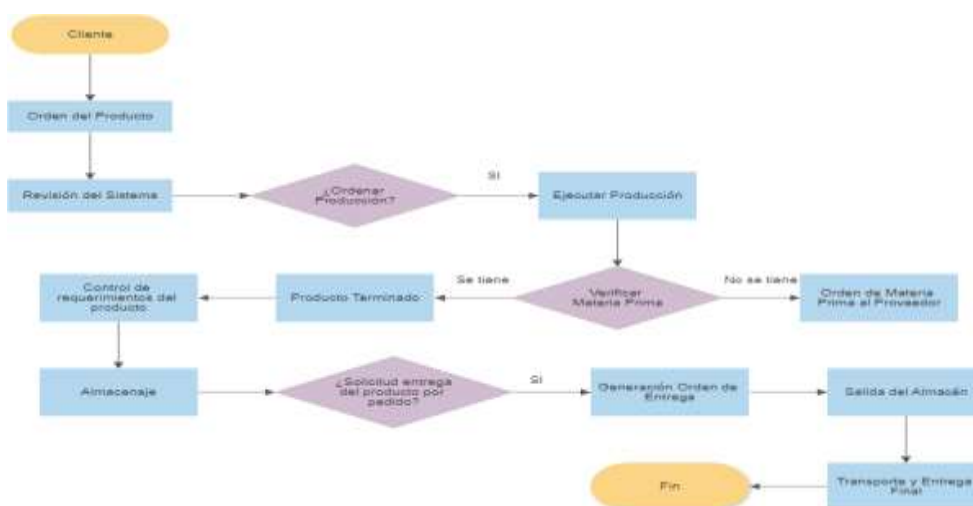 Cliente
Orden del Producto
Revisión del Sistema
¿Ordenar
Producción?
SI
Ejecutar Producción
Control de
requerimientos del
producto
Producto Terminado
Se tiene
Verificar
Materia Prima
No se tiene
Orden de Materia
Prima al Proveedor
Almacenaje
¿Solicitud entrega
del producto por
pedido?
SI
Generación Orden de
Entrega
Salida del Almacén
Fin
Transporte y Entrega
Final